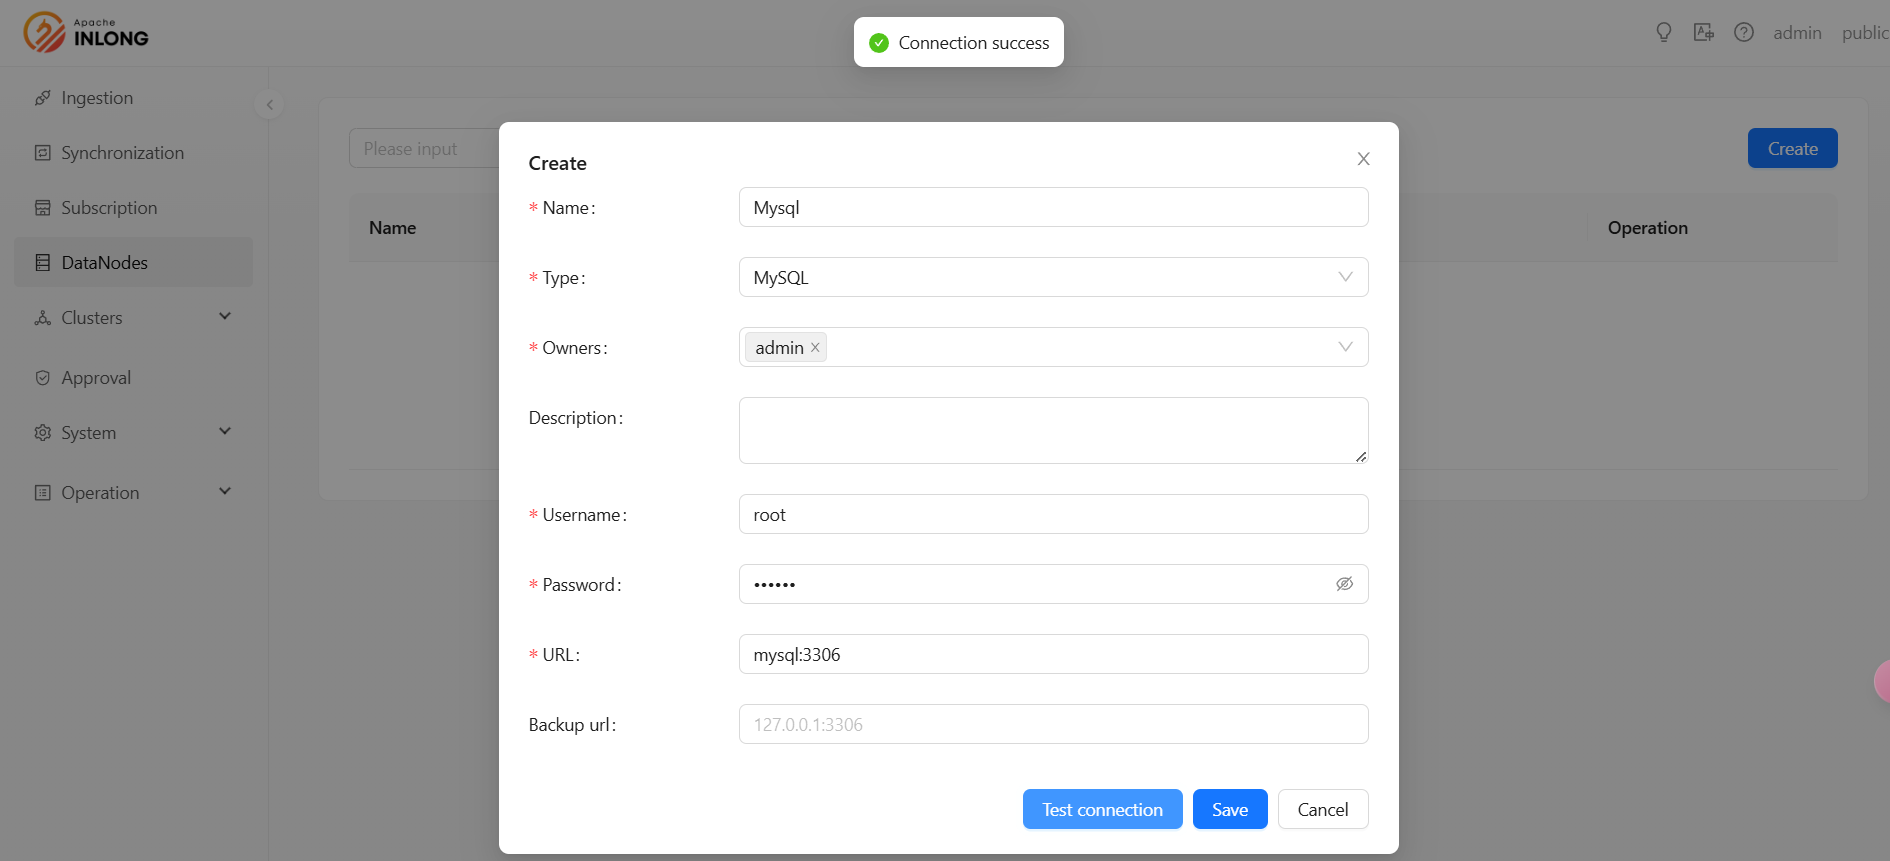 Apache
INLONG
Connection success
admin
public
Ingestion
Synchronization
Subscription
DataNodes
Clusters
Approval
System
Operation
Please input
Create
Name
Operation
Create
* Name:
Mysql
* Type:
MySQL
* Owners:
admin
Description:
* Username:
root
* Password:
••••••
* URL:
mysql:3306
Backup url:
127.0.0.1:3306
Test connection
Save
Cancel